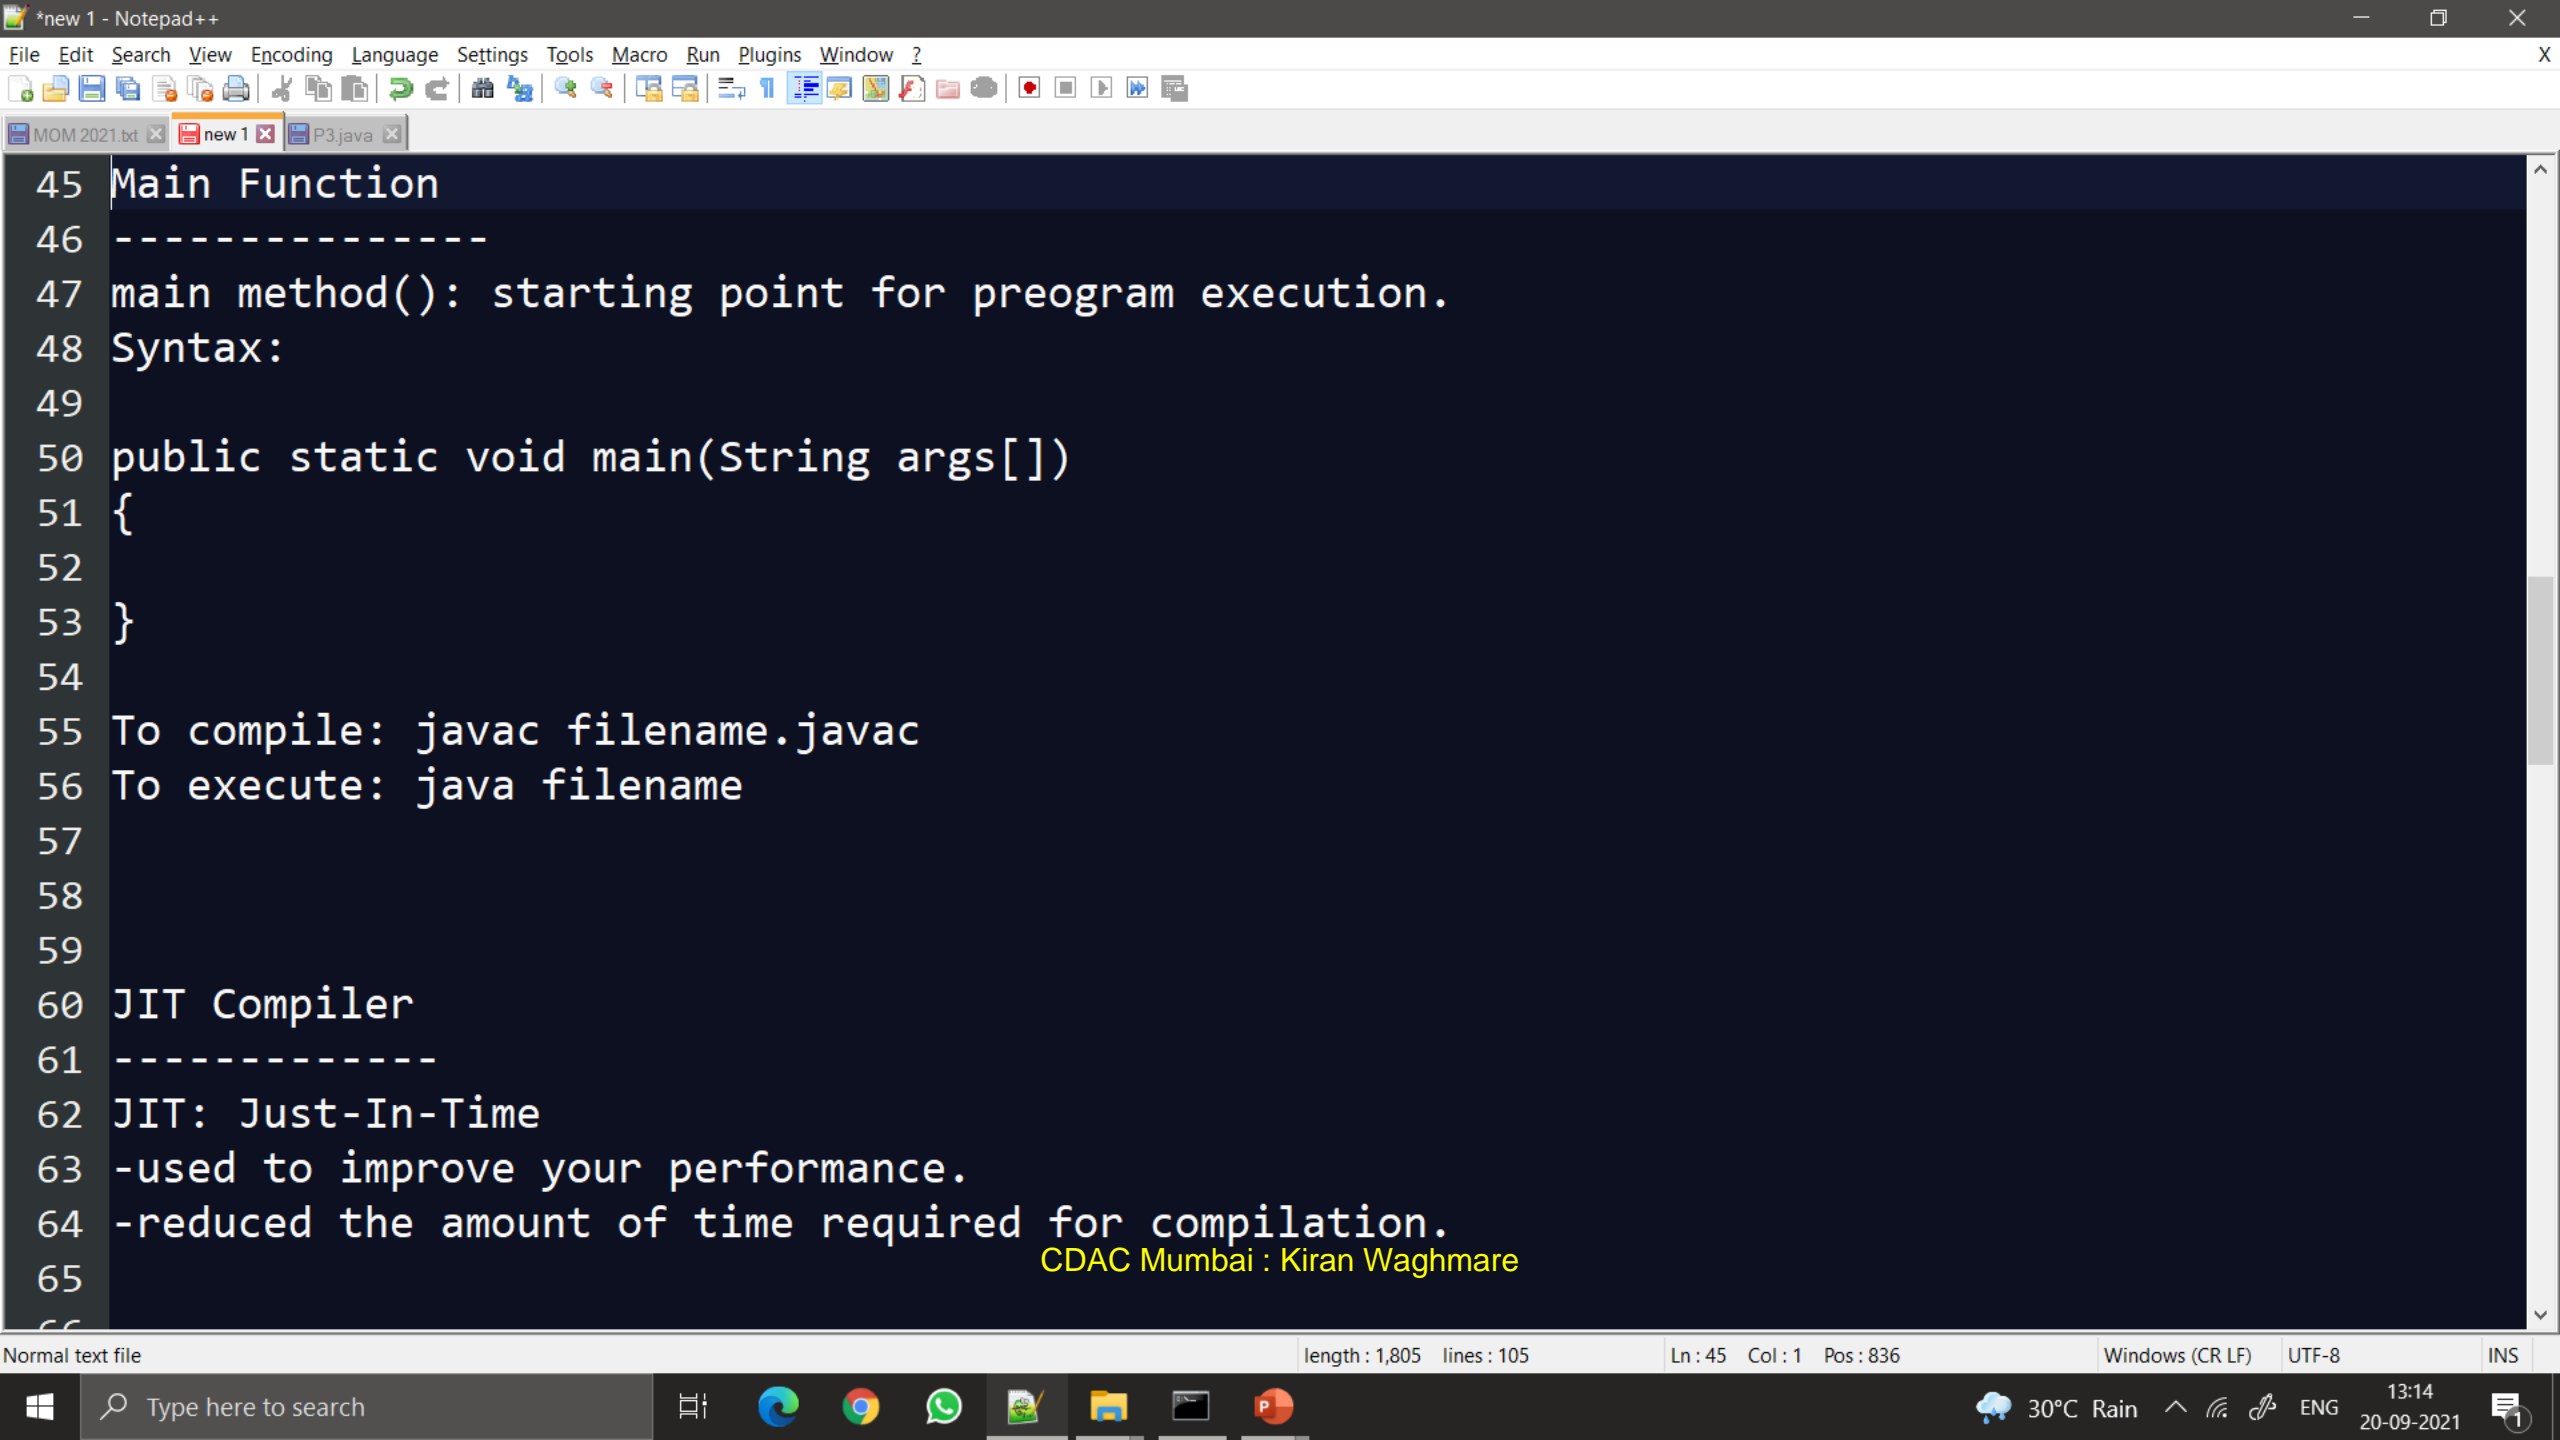 *new 1 - Notepad++
File Edit Search View Encoding Language Settings Tools Macro Run Plugins Window ? X
MOM 2021.txt new 1 P3.java
45 Main Function
46 ---------------
47 main method(): starting point for preogram execution.
48 Syntax:
49
50 public static void main(String args[])
51 {
52
53 }
54
55 To compile: javac filename.javac
56 To execute: java filename
57
58
59
60 JIT Compiler
61 -------------
62 JIT: Just-In-Time
63 -used to improve your performance.
64 -reduced the amount of time required for compilation.
CDAC Mumbai : Kiran Waghmare
65
66
Normal text file length : 1,805 lines : 105 Ln : 45 Col : 1 Pos : 836 Windows (CR LF) UTF-8 INS
Type here to search 30°C Rain ENG 13:14
20-09-2021 1